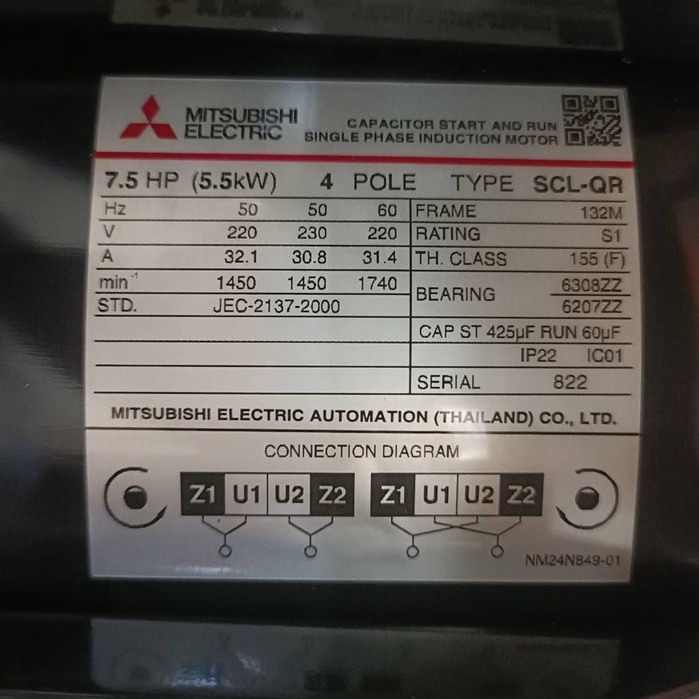 MITSUBISHI
ELECTRIC
CAPACITOR START AND RUN
SINGLE PHASE INDUCTION MOTOR
7.5 HP (5.5kW) 4 POLE TYPE SCL-QR
Hz 50 50 60 FRAME 132M
V 220 230 220 RATING S1
A 32.1 30.8 31.4 TH. CLASS 155 (F)
min⁻¹ 1450 1450 1740 BEARING 6308ZZ
STD. JEC-2137-2000 6207ZZ
CAP ST 425µF RUN 60µF
IP22 IC01
SERIAL 822
MITSUBISHI ELECTRIC AUTOMATION (THAILAND) CO., LTD.
CONNECTION DIAGRAM
Z1 U1 U2 Z2 Z1 U1 U2 Z2
NM24N849-01